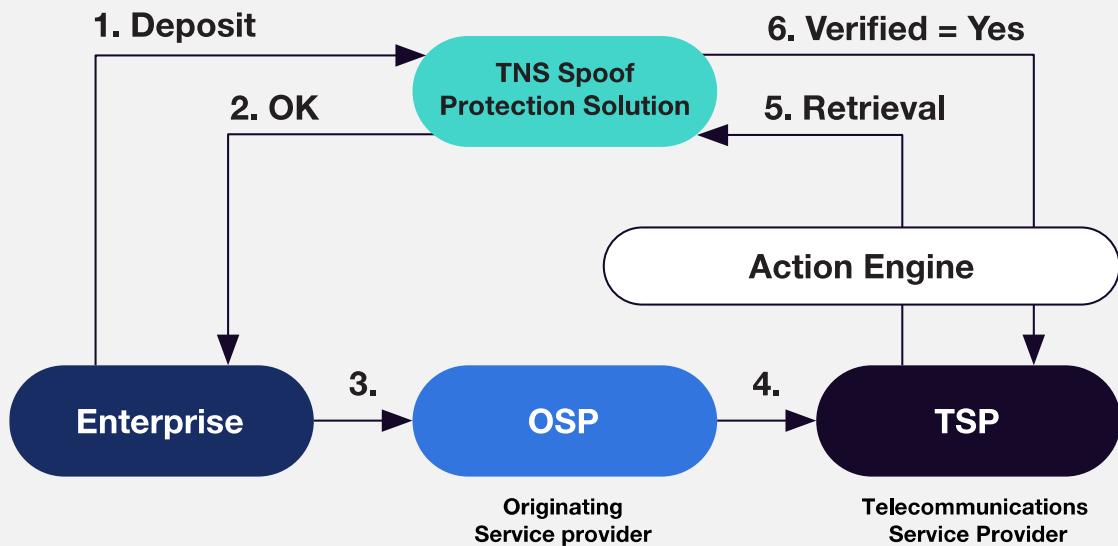 1. Deposit
6. Verified = Yes
TNS Spoof
Protection Solution
2. OK
5. Retrieval
Action Engine
Enterprise
3.
OSP
4.
TSP
Originating
Service provider
Telecommunications
Service Provider